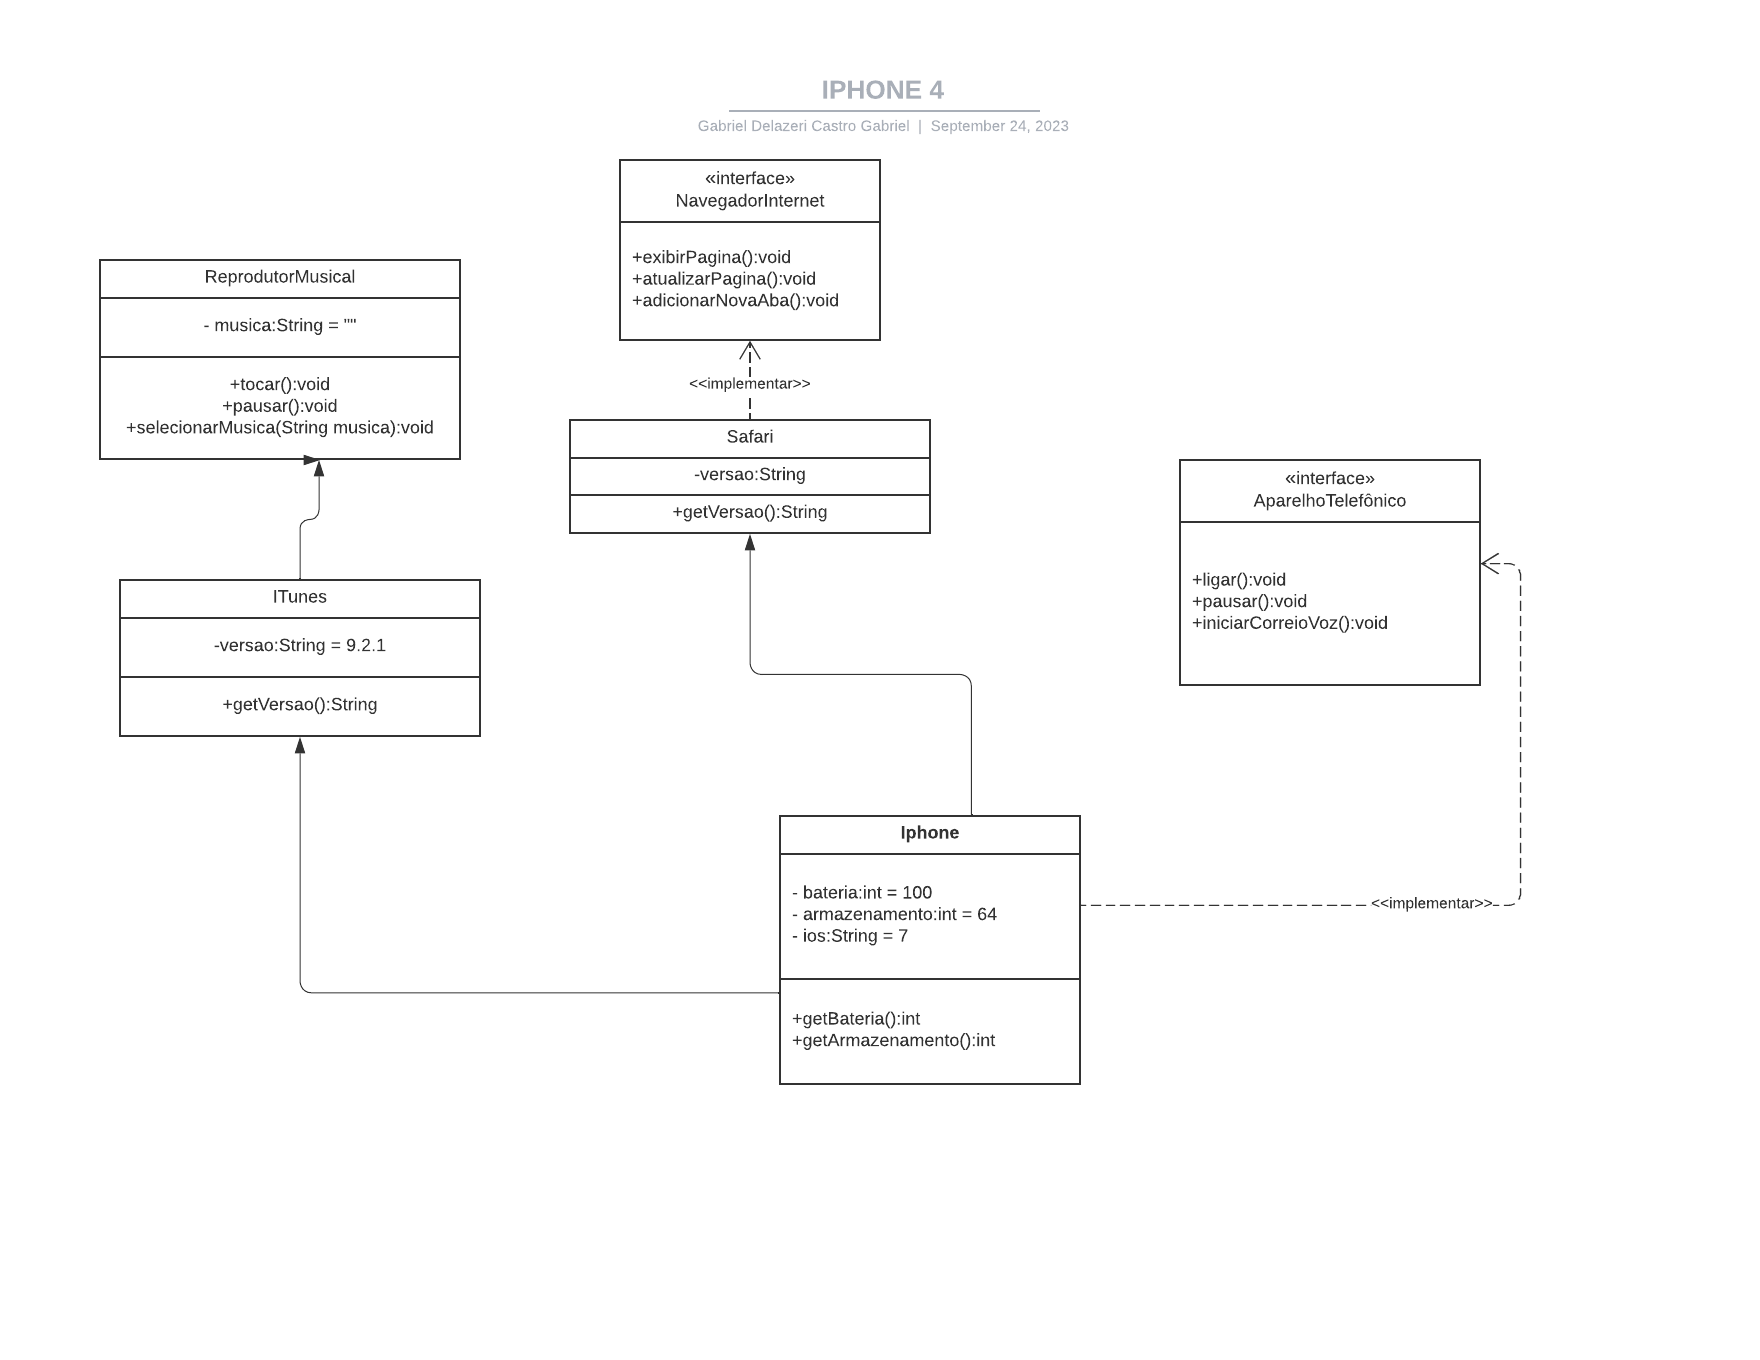 IPHONE 4
Gabriel Delazeri Castro Gabriel | September 24, 2023
«interface»
NavegadorInternet
+exibirPagina():void
+atualizarPagina():void
+adicionarNovaAba():void
ReprodutorMusical
- musica:String = ""
+tocar():void
+pausar():void
+selecionarMusica(String musica):void
<<implementar>>
Safari
-versao:String
+getVersao():String
«interface»
AparelhoTelefônico
+ligar():void
+pausar():void
+iniciarCorreioVoz():void
ITunes
-versao:String = 9.2.1
+getVersao():String
Iphone
- bateria:int = 100
- armazenamento:int = 64
- ios:String = 7
+getBateria():int
+getArmazenamento():int
<<implementar>>